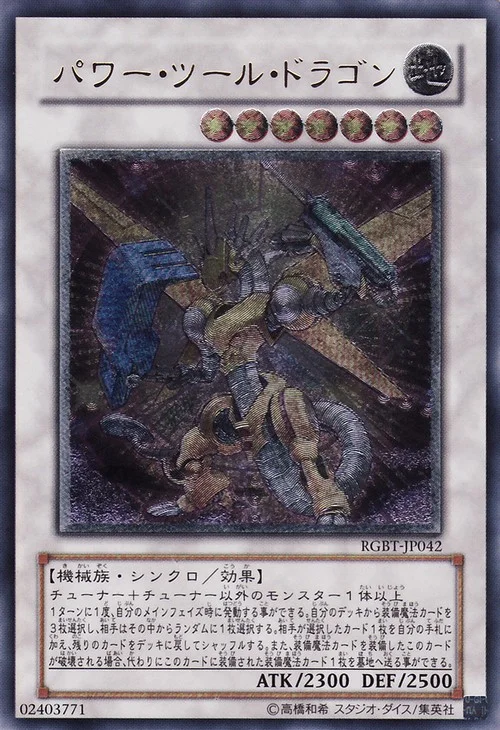 パワー・ツール・ドラゴン
地
RGBT-JP042
【機械族・シンクロ／効果】
チューナー＋チューナー以外のモンスター1体以上
1ターンに1度、自分のメインフェイズ時に発動する事ができる。自分のデッキから装備魔法カードを
3枚選択し、相手はその中からランダムに1枚選択する。相手が選択したカード1枚を自分の手札に
加え、残りのカードをデッキに戻してシャッフルする。また、装備魔法カードを装備したこのカード
が破壊される場合、代わりにこのカードに装備された装備魔法カード1枚を墓地へ送る事ができる。
ATK/2300 DEF/2500
02403771
©高橋和希 スタジオ・ダイス/集英社